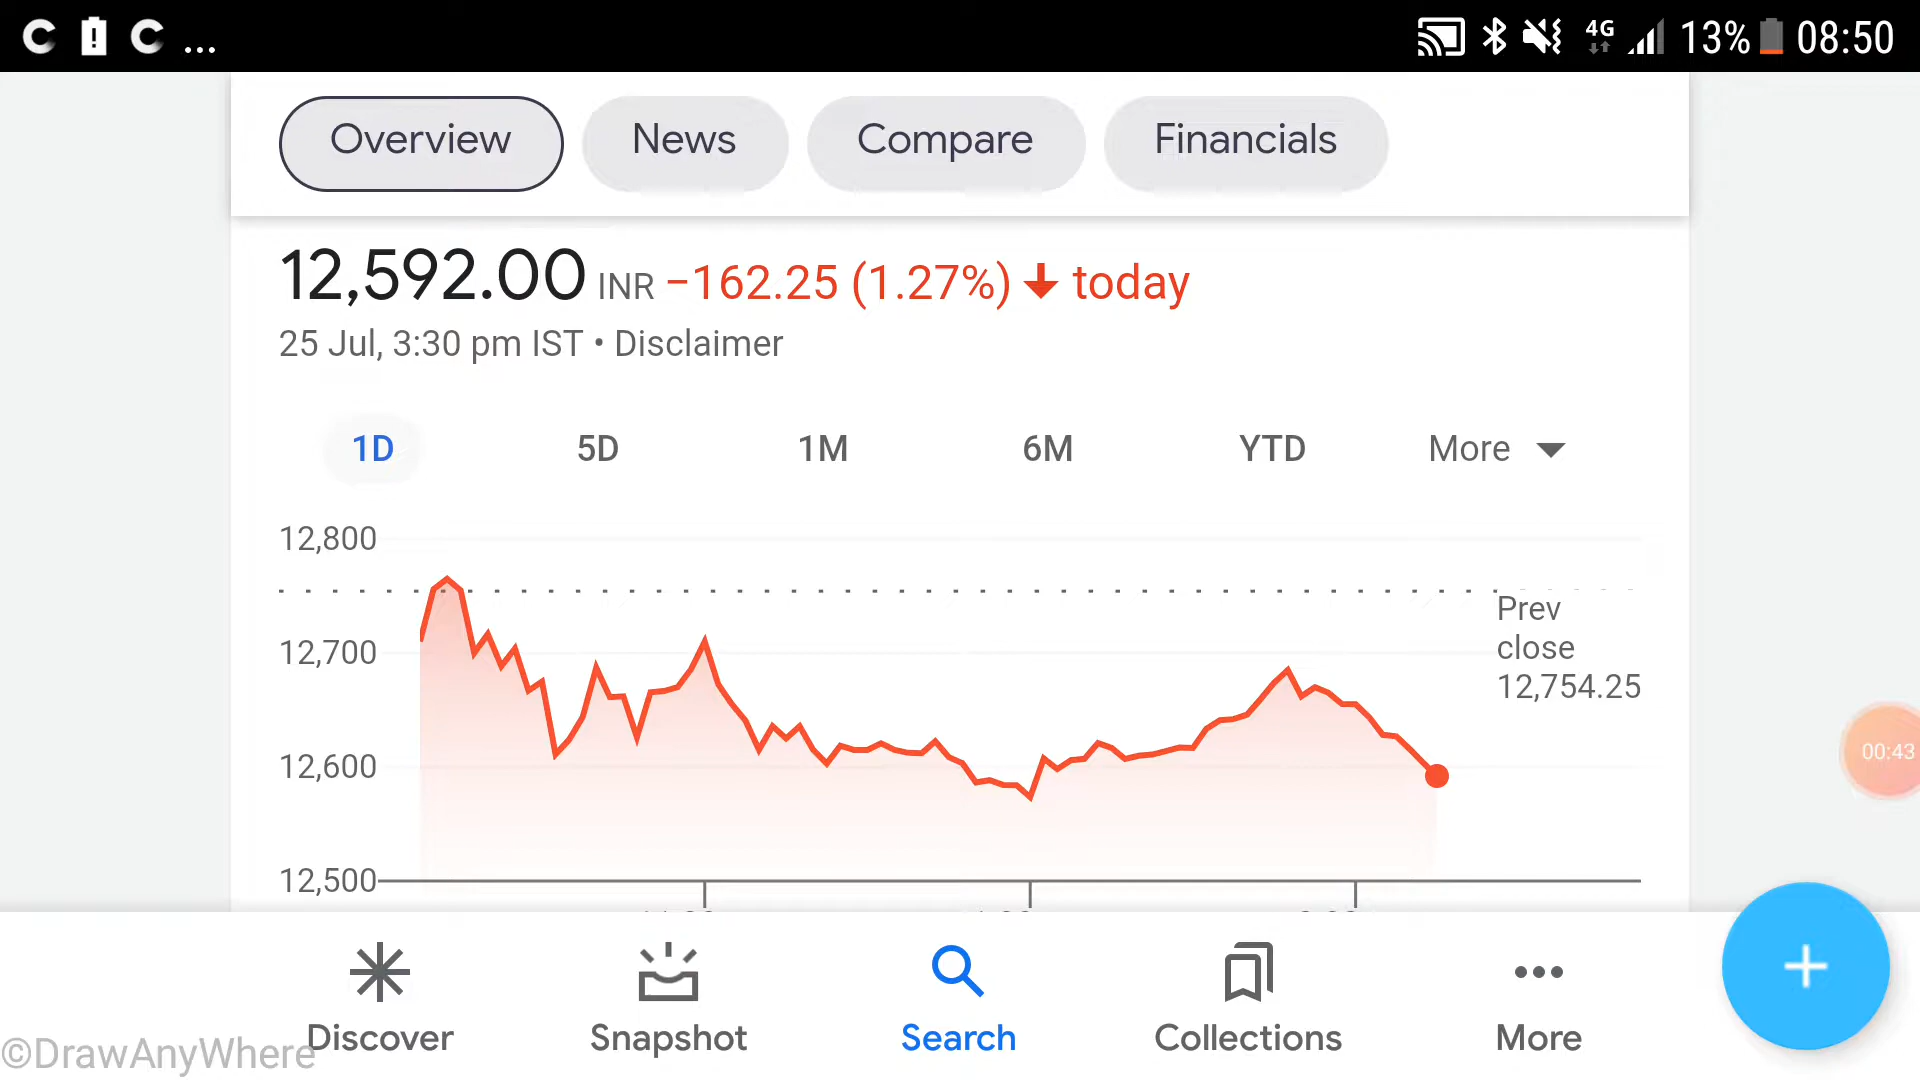 C ! C ... 4G 13% 08:50
Overview News Compare Financials
12,592.00 INR −162.25 (1.27%) ↓ today
25 Jul, 3:30 pm IST • Disclaimer
1D 5D 1M 6M YTD More
12,800
Prev
close
12,754.25
12,700
12,600
12,500
00:43
Discover Snapshot Search Collections More
©DrawAnyWhere